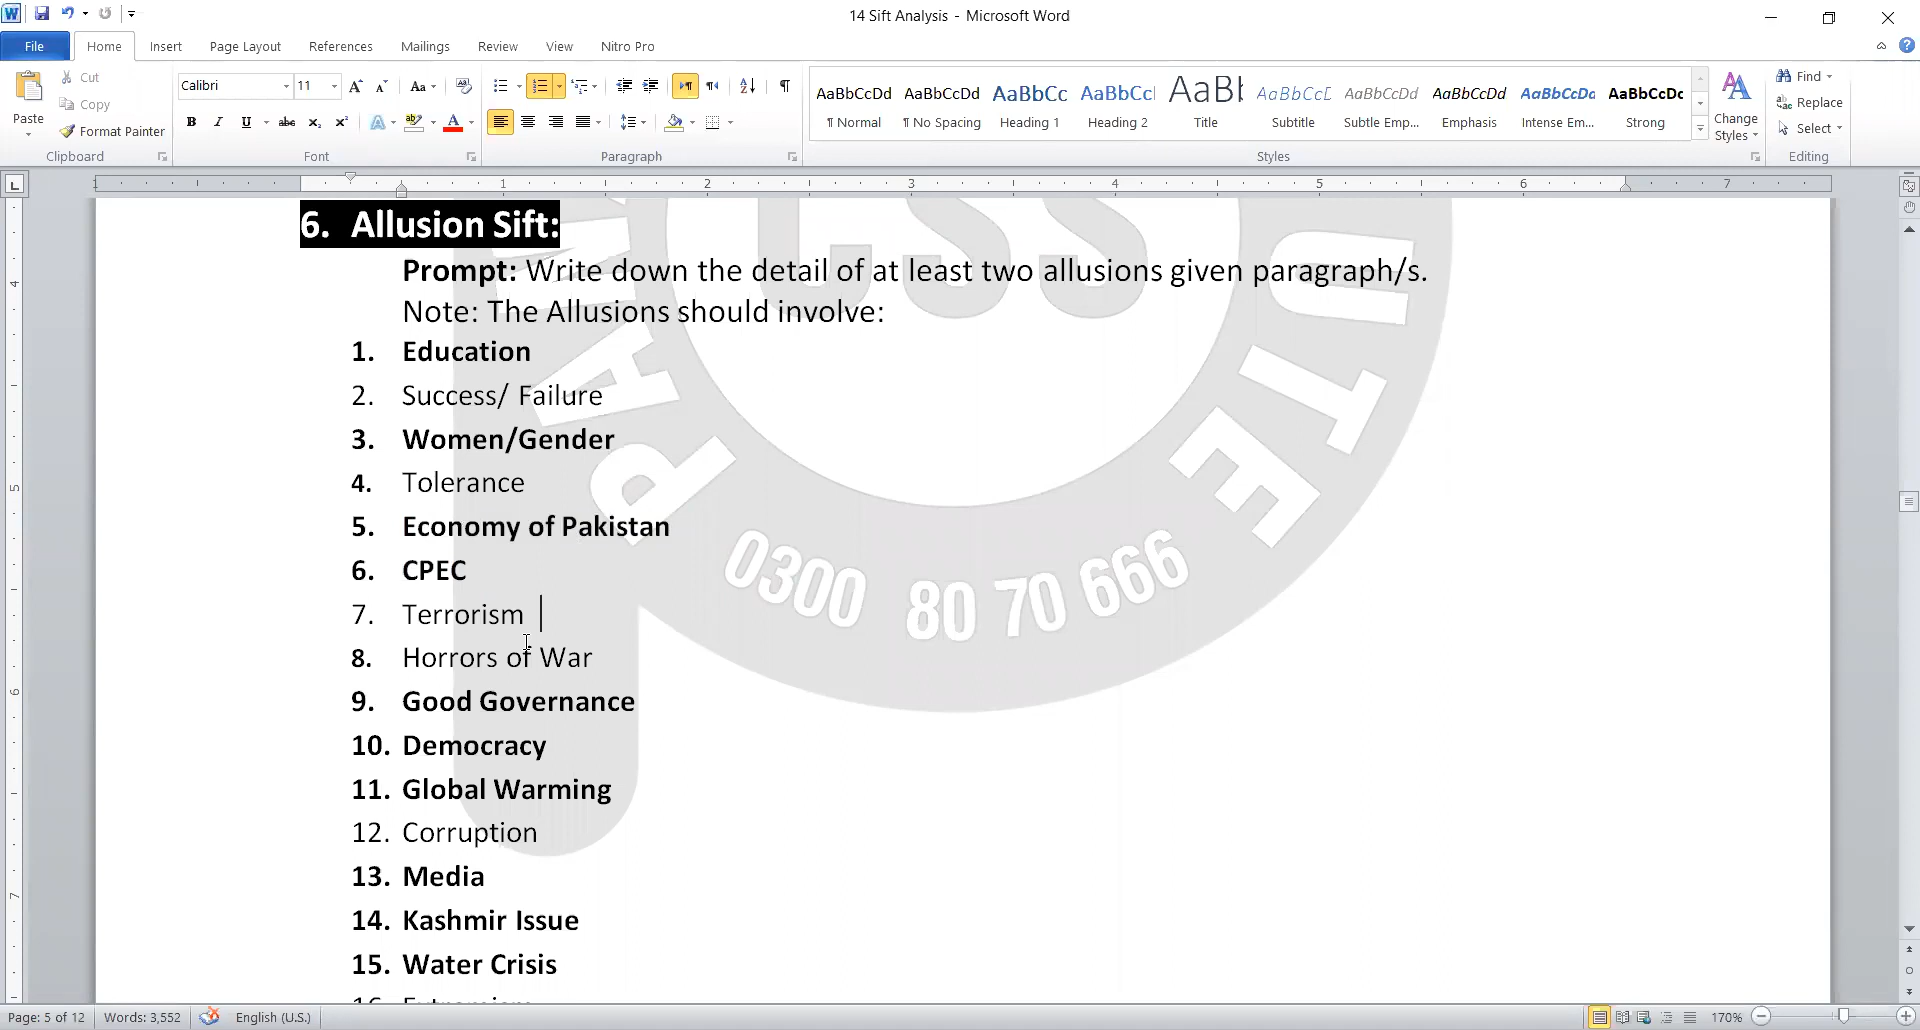 14 Sift Analysis - Microsoft Word
File Home Insert Page Layout References Mailings Review View Nitro Pro
Paste
Cut
Copy
Format Painter
Clipboard
Calibri 11
Font
Paragraph
AaBbCcDd AaBbCcDd AaBbCc AaBbCcl AaBl AaBbCcD AaBbCcDd AaBbCcDd AaBbCcDd AaBbCcDc
¶ Normal ¶ No Spacing Heading 1 Heading 2 Title Subtitle Subtle Emp... Emphasis Intense Em... Strong
Styles
Change Styles
Find
Replace
Select
Editing
6. Allusion Sift:
Prompt: Write down the detail of at least two allusions given paragraph/s.
Note: The Allusions should involve:
1. Education
2. Success/ Failure
3. Women/Gender
4. Tolerance
5. Economy of Pakistan
6. CPEC
7. Terrorism
8. Horrors of War
9. Good Governance
10. Democracy
11. Global Warming
12. Corruption
13. Media
14. Kashmir Issue
15. Water Crisis
CSS
0300 80 70 666
Page: 5 of 12 Words: 3,552 English (U.S.) 170%